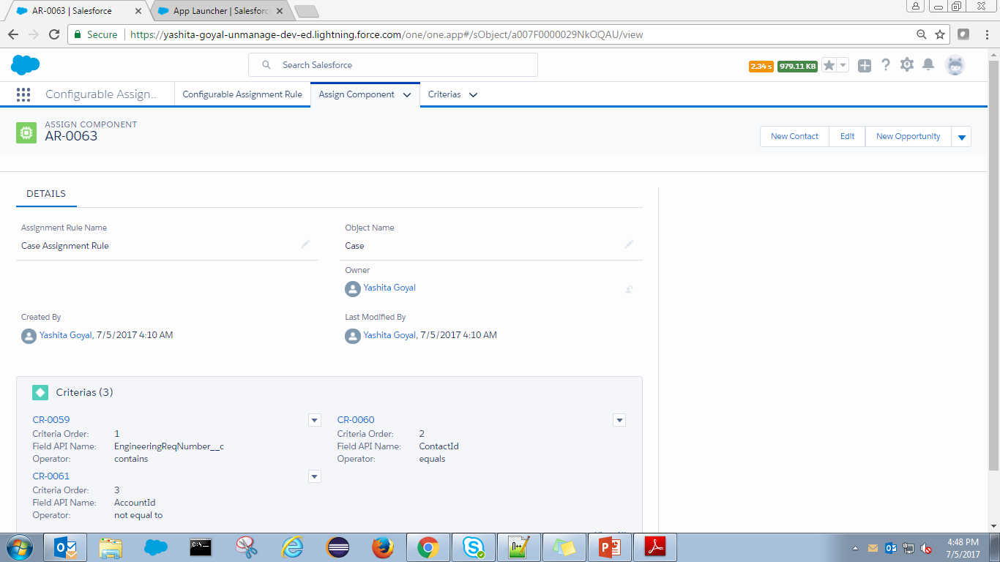 AR-0063 | Salesforce
App Launcher | Salesforc
Secure
https://yashita-goyal-unmanage-dev-ed.lightning.force.com/one/one.app#/sObject/a007F0000029NkOQAU/view
Search Salesforce
2.34 s 979.11 KB
Configurable Assign..
Configurable Assignment Rule
Assign Component
Criterias
ASSIGN COMPONENT
AR-0063
New Contact
Edit
New Opportunity
DETAILS
Assignment Rule Name
Case Assignment Rule
Object Name
Case
Owner
Yashita Goyal
Created By
Yashita Goyal, 7/5/2017 4:10 AM
Last Modified By
Yashita Goyal, 7/5/2017 4:10 AM
Criterias (3)
CR-0059
Criteria Order: 1
Field API Name: EngineeringReqNumber__c
Operator: contains
CR-0060
Criteria Order: 2
Field API Name: ContactId
Operator: equals
CR-0061
Criteria Order: 3
Field API Name: AccountId
Operator: not equal to
4:48 PM
7/5/2017